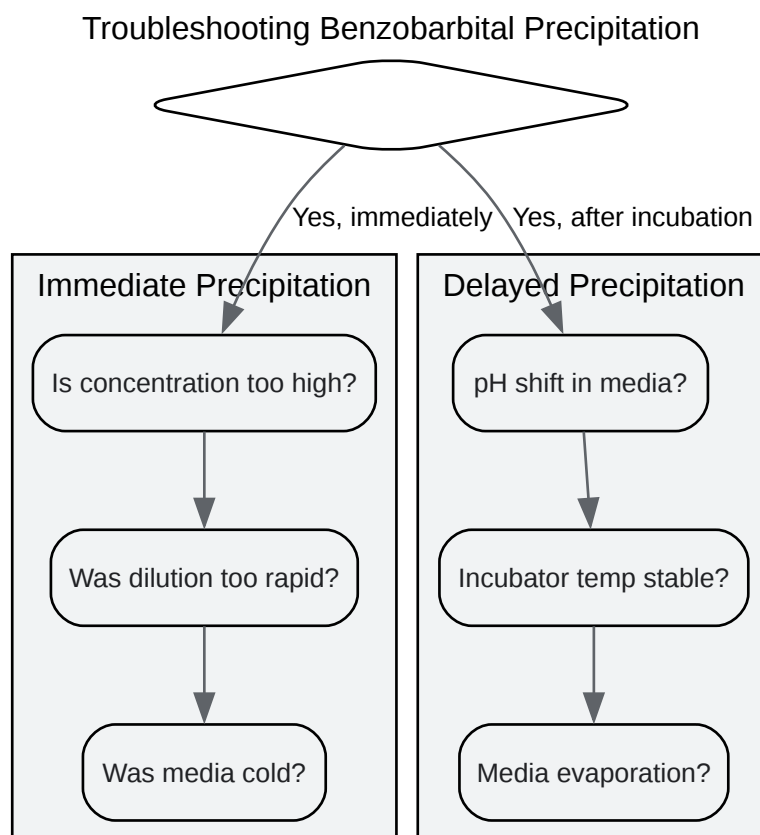 Troubleshooting Benzobarbital Precipitation
Yes, immediately
Yes, after incubation
Immediate Precipitation
Is concentration too high?
Was dilution too rapid?
Was media cold?
Delayed Precipitation
pH shift in media?
Incubator temp stable?
Media evaporation?